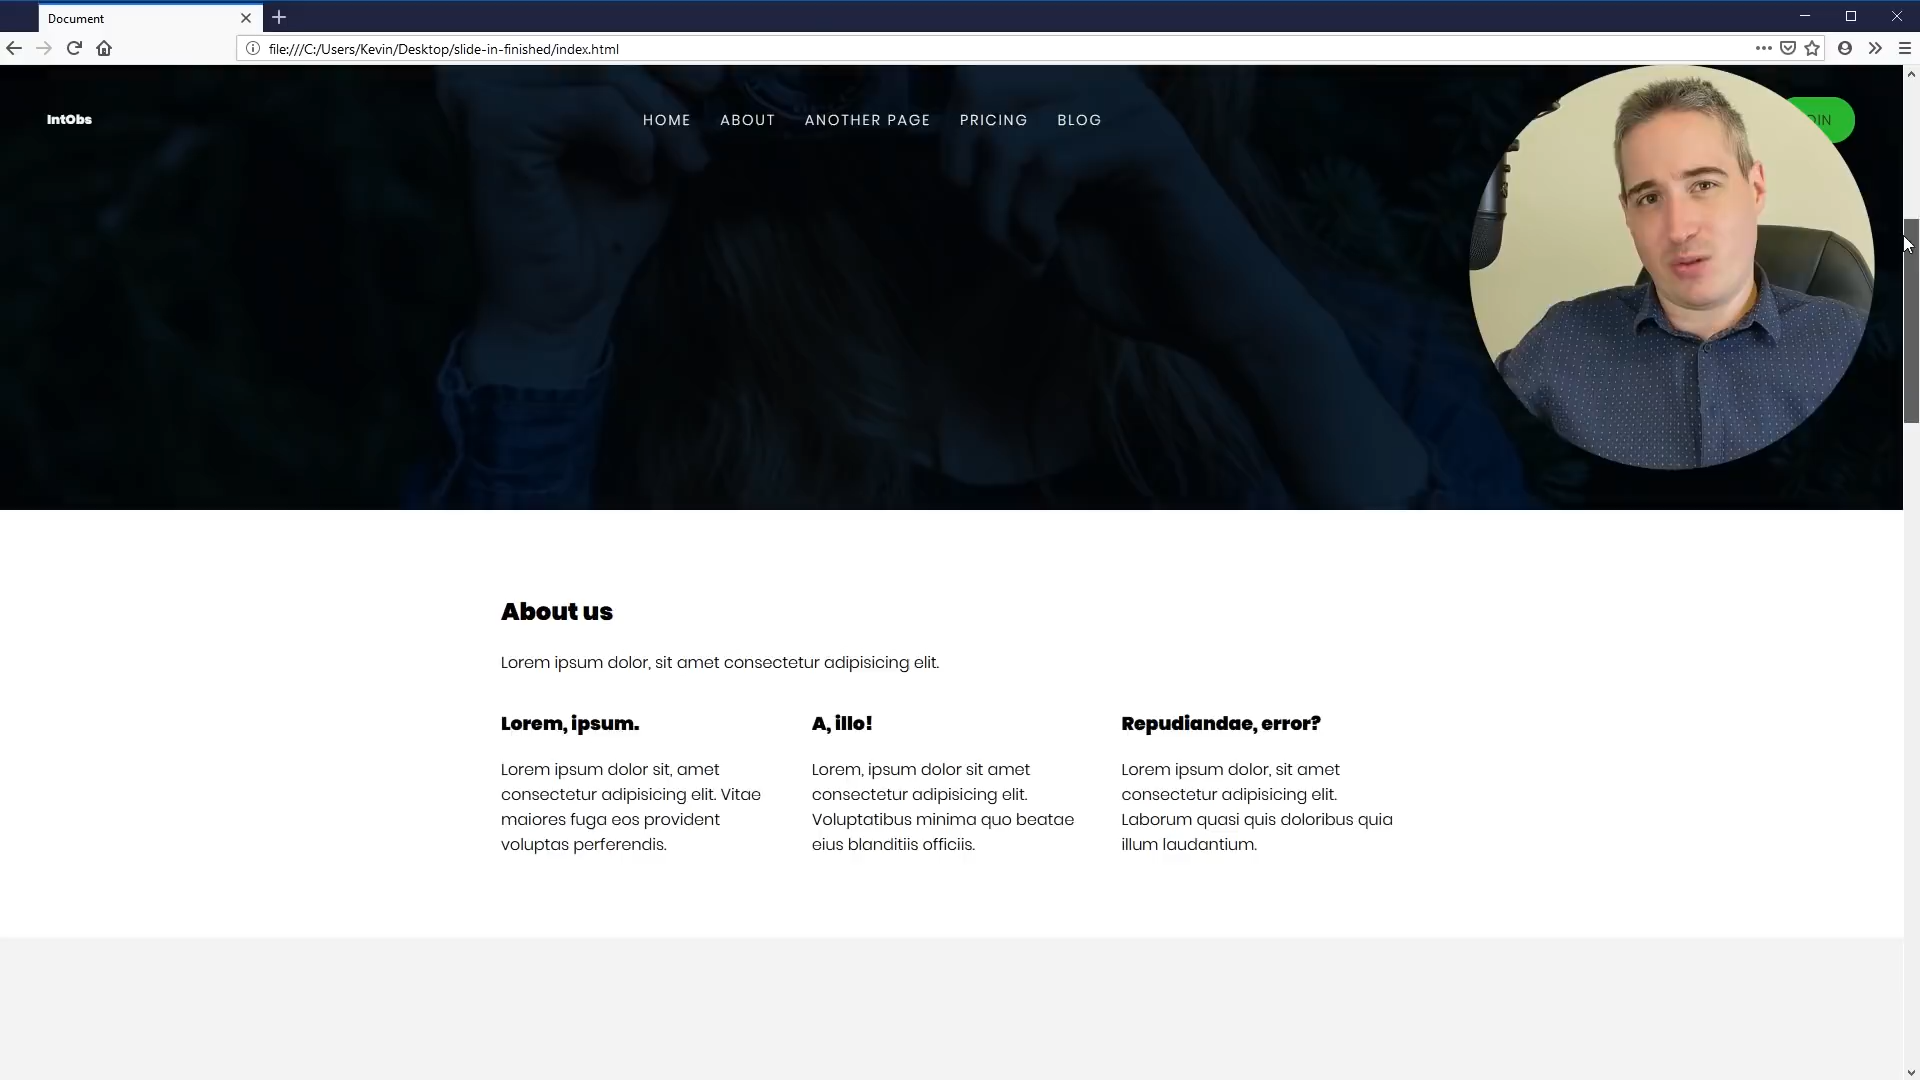 Document
file:///C:/Users/Kevin/Desktop/slide-in-finished/index.html
IntObs
HOME ABOUT ANOTHER PAGE PRICING BLOG
About us
Lorem ipsum dolor, sit amet consectetur adipisicing elit.
Lorem, ipsum.
Lorem ipsum dolor sit, amet
consectetur adipisicing elit. Vitae
maiores fuga eos provident
voluptas perferendis.
A, illo!
Lorem, ipsum dolor sit amet
consectetur adipisicing elit.
Voluptatibus minima quo beatae
eius blanditiis officiis.
Repudiandae, error?
Lorem ipsum dolor, sit amet
consectetur adipisicing elit.
Laborum quasi quis doloribus quia
illum laudantium.